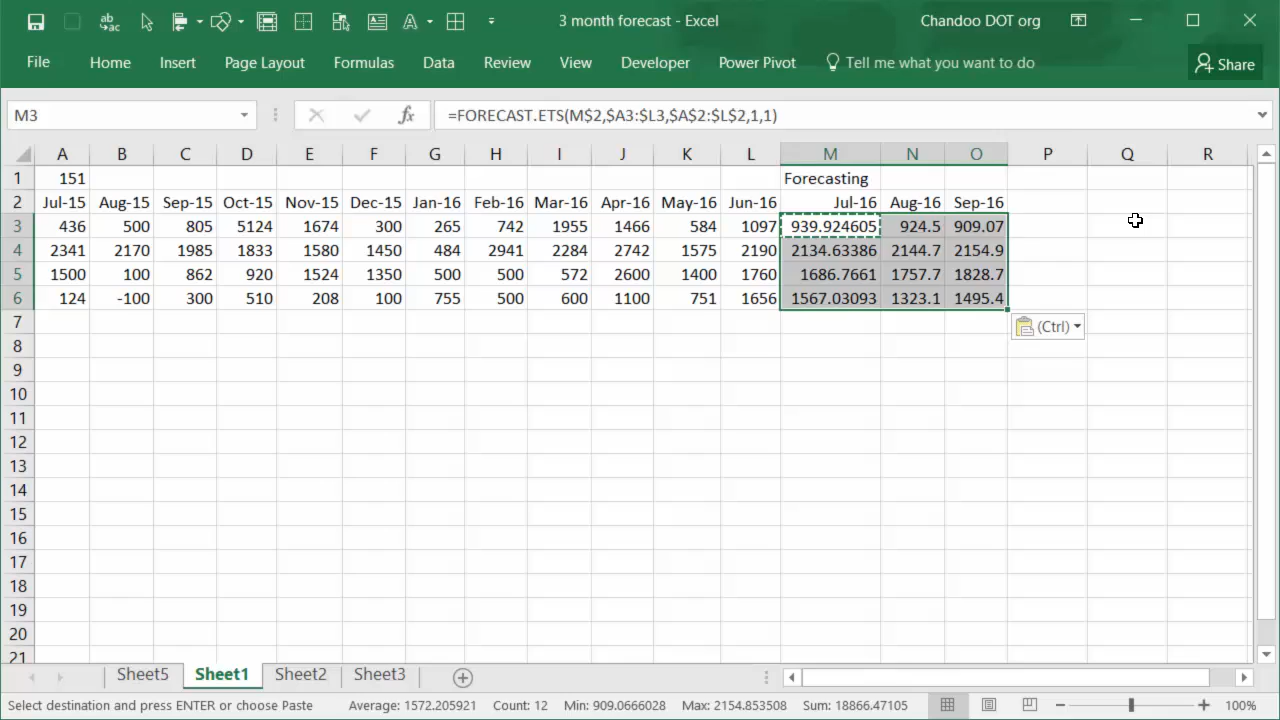 3 month forecast - Excel
Chandoo DOT org
File Home Insert Page Layout Formulas Data Review View Developer Power Pivot Tell me what you want to do Share
M3 fx =FORECAST.ETS(M$2,$A3:$L3,$A$2:$L$2,1,1)
A B C D E F G H I J K L M N O P Q R
1 151 Forecasting
2 Jul-15 Aug-15 Sep-15 Oct-15 Nov-15 Dec-15 Jan-16 Feb-16 Mar-16 Apr-16 May-16 Jun-16 Jul-16 Aug-16 Sep-16
3 436 500 805 5124 1674 300 265 742 1955 1466 584 1097 939.924605 924.5 909.07
4 2341 2170 1985 1833 1580 1450 484 2941 2284 2742 1575 2190 2134.63386 2144.7 2154.9
5 1500 100 862 920 1524 1350 500 500 572 2600 1400 1760 1686.7661 1757.7 1828.7
6 124 -100 300 510 208 100 755 500 600 1100 751 1656 1567.03093 1323.1 1495.4
7 (Ctrl)
8
9
10
11
12
13
14
15
16
17
18
19
20
21
Sheet5 Sheet1 Sheet2 Sheet3
Select destination and press ENTER or choose Paste Average: 1572.205921 Count: 12 Min: 909.0666028 Max: 2154.853508 Sum: 18866.47105 100%